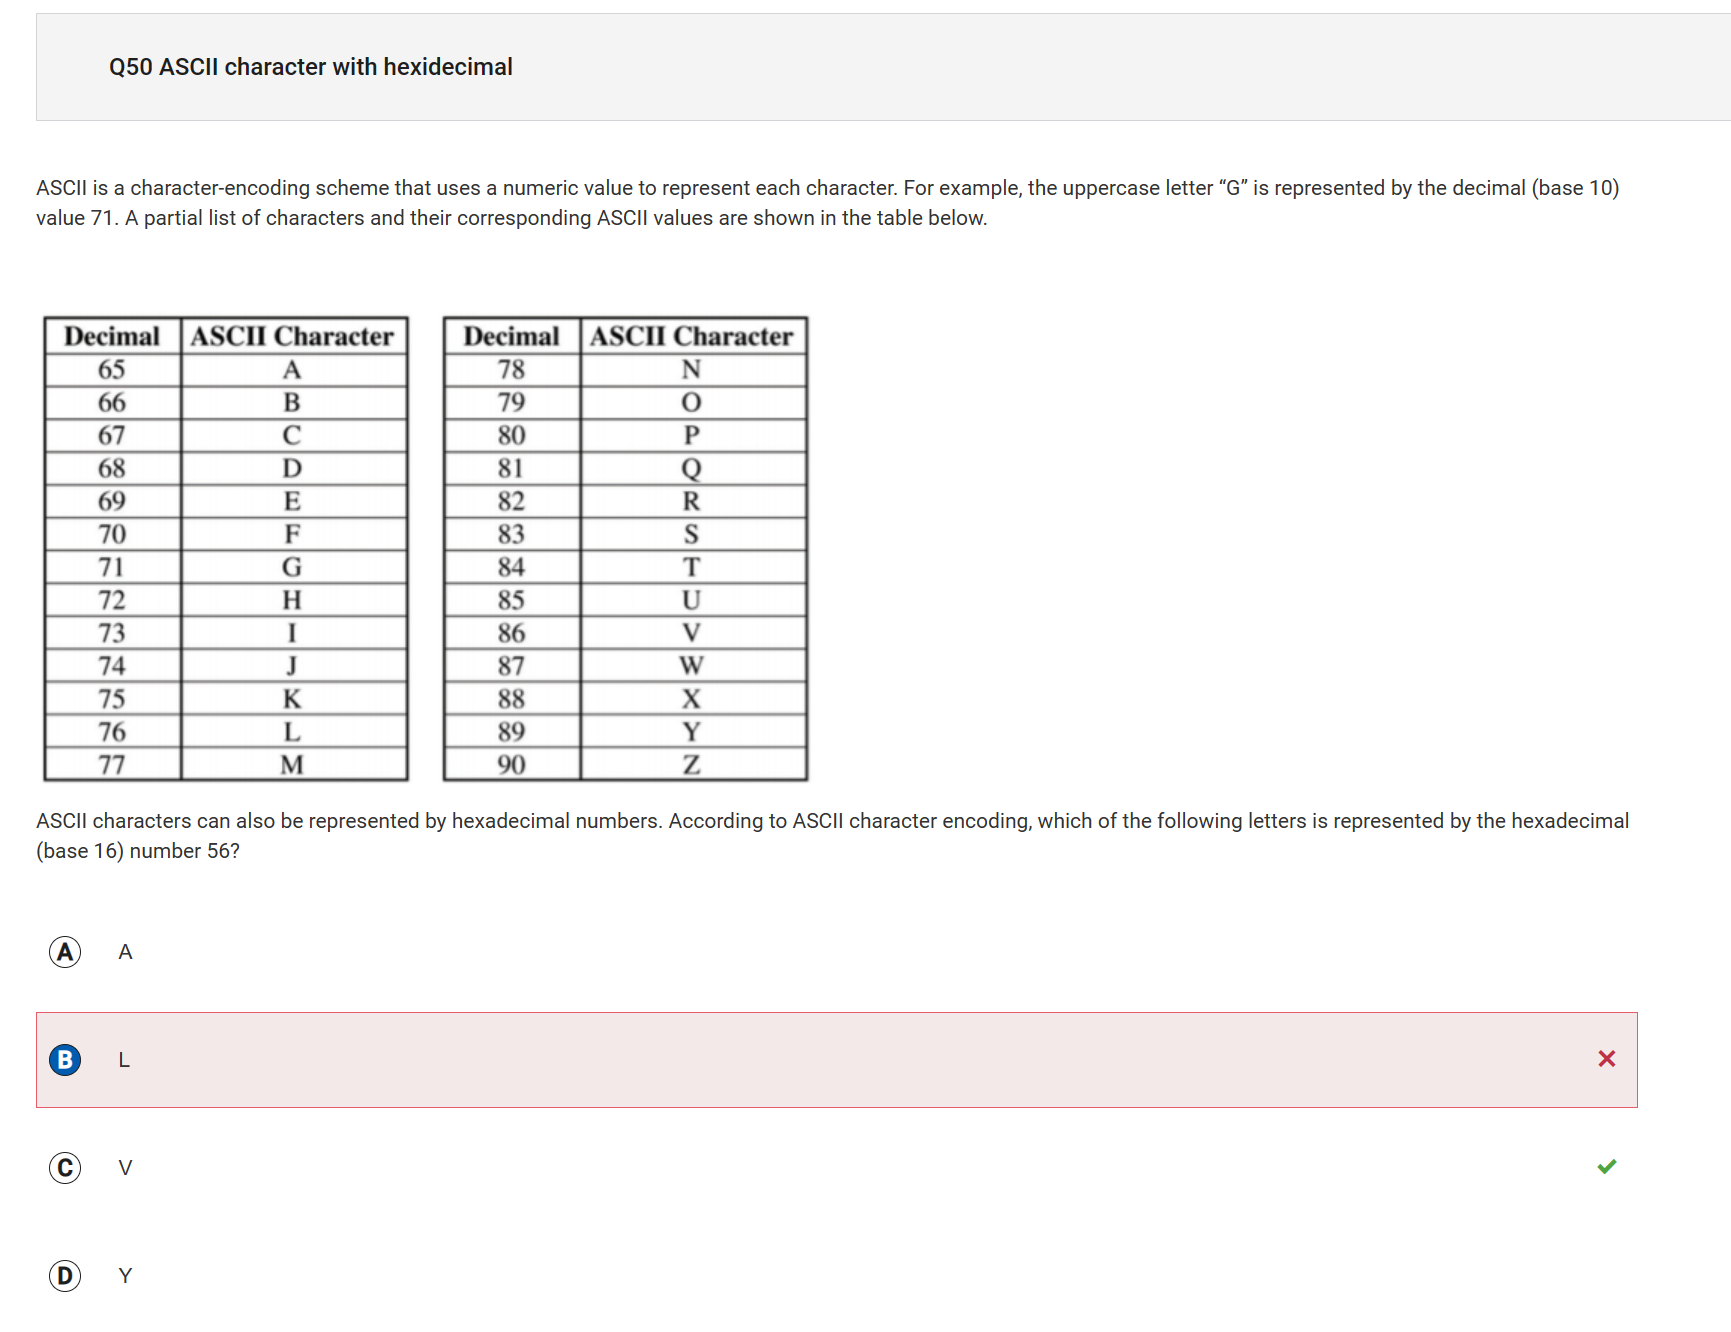 Q50 ASCII character with hexidecimal
ASCII is a character-encoding scheme that uses a numeric value to represent each character. For example, the uppercase letter “G” is represented by the decimal (base 10)
value 71. A partial list of characters and their corresponding ASCII values are shown in the table below.
Decimal ASCII Character
65 A
66 B
67 C
68 D
69 E
70 F
71 G
72 H
73 I
74 J
75 K
76 L
77 M
Decimal ASCII Character
78 N
79 O
80 P
81 Q
82 R
83 S
84 T
85 U
86 V
87 W
88 X
89 Y
90 Z
ASCII characters can also be represented by hexadecimal numbers. According to ASCII character encoding, which of the following letters is represented by the hexadecimal
(base 16) number 56?
A A
B L
C V
D Y